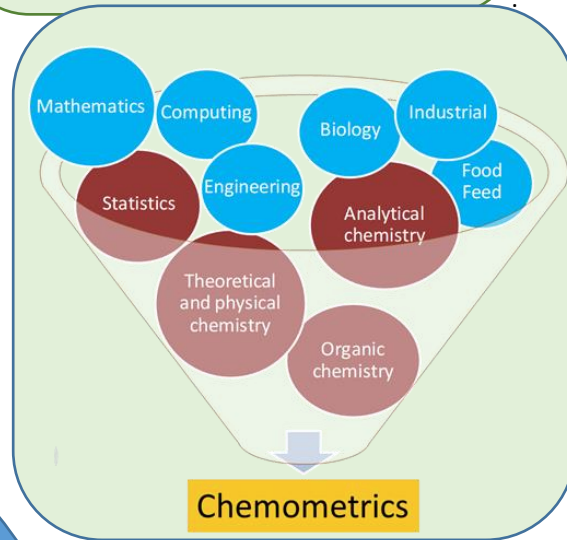 Mathematics
Computing
Biology
Industrial
Food
Feed
Engineering
Statistics
Analytical
chemistry
Theoretical
and physical
chemistry
Organic
chemistry
Chemometrics